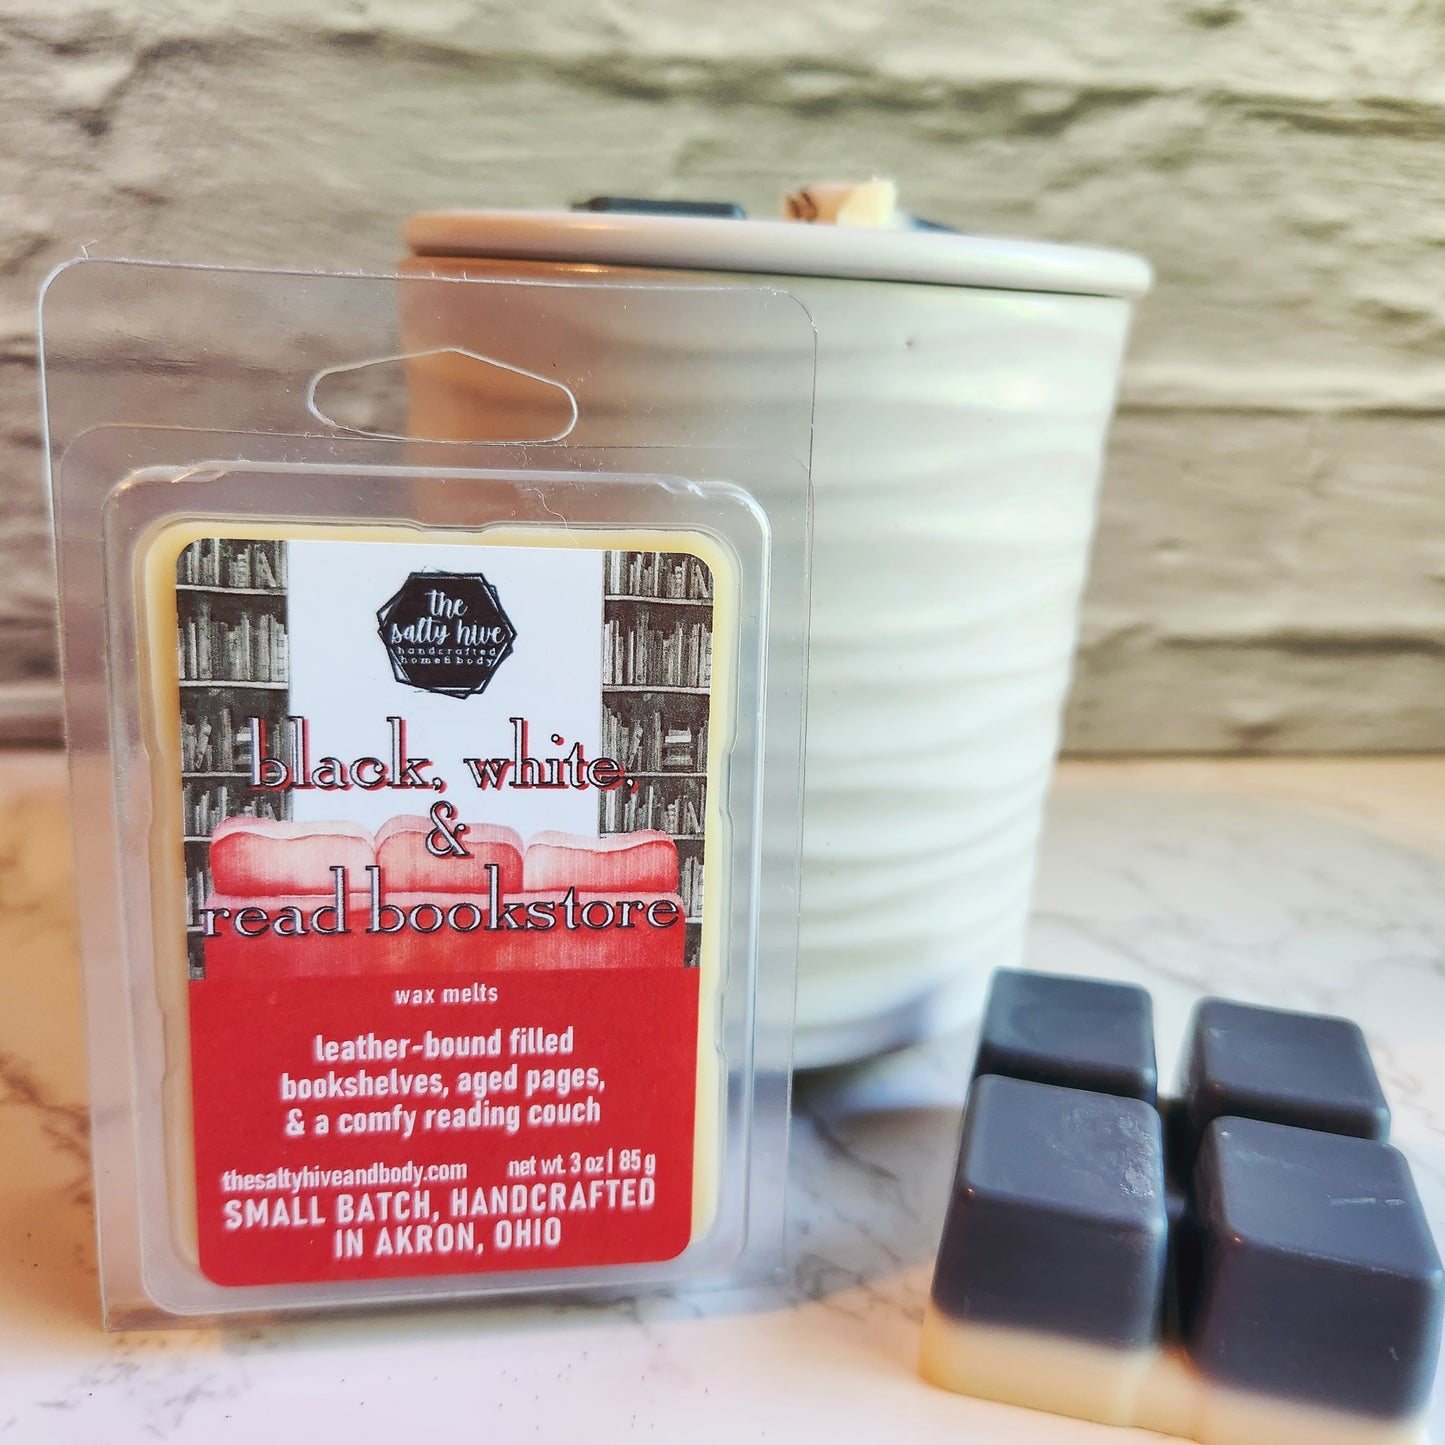 the
salty hive
handcrafted
home & body
black, white,
&
read bookstore
wax melts
leather-bound filled
bookshelves, aged pages,
& a comfy reading couch
thesaltyhiveandbody.com net wt. 3 oz | 85 g
SMALL BATCH, HANDCRAFTED
IN AKRON, OHIO